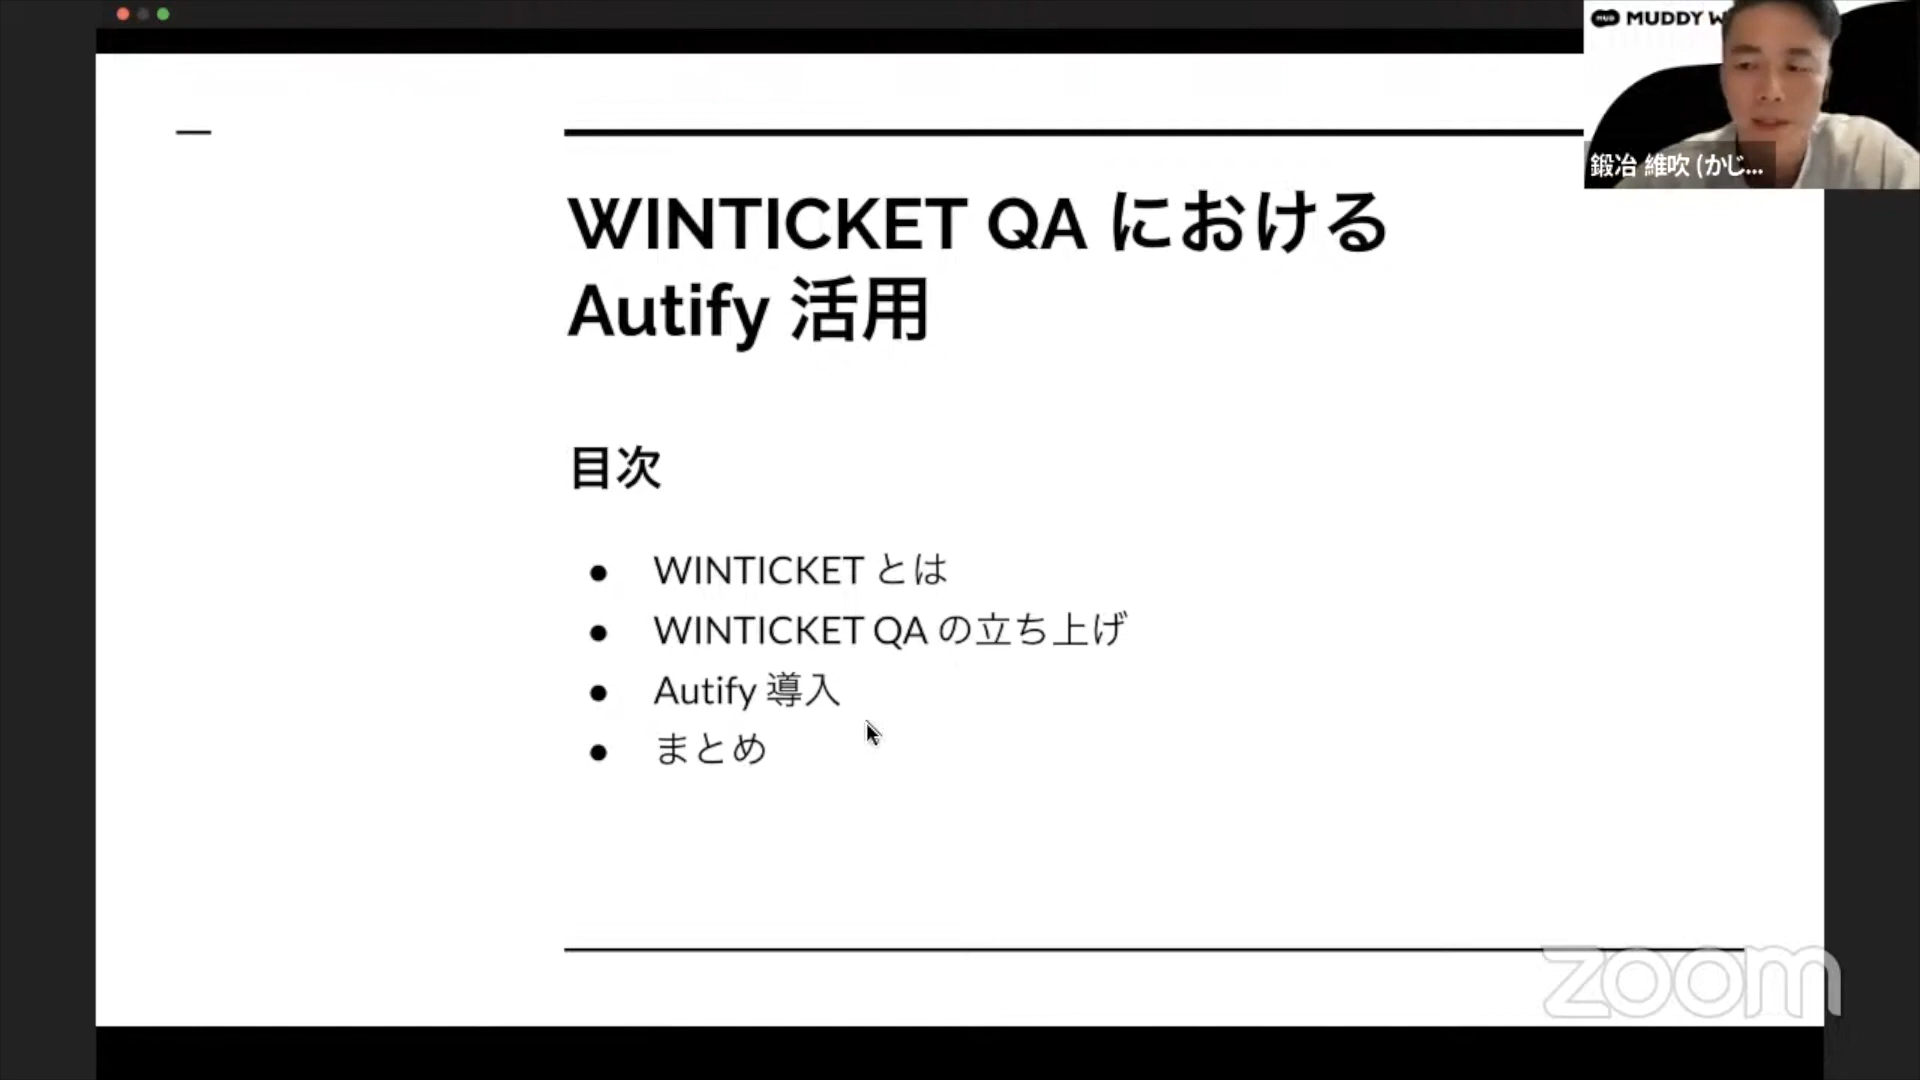 MUD MUDDY W
鍛冶 維吹 (かじ...
WINTICKET QA における
Autify 活用
目次
● WINTICKET とは
● WINTICKET QA の立ち上げ
● Autify 導入
● まとめ
zoom